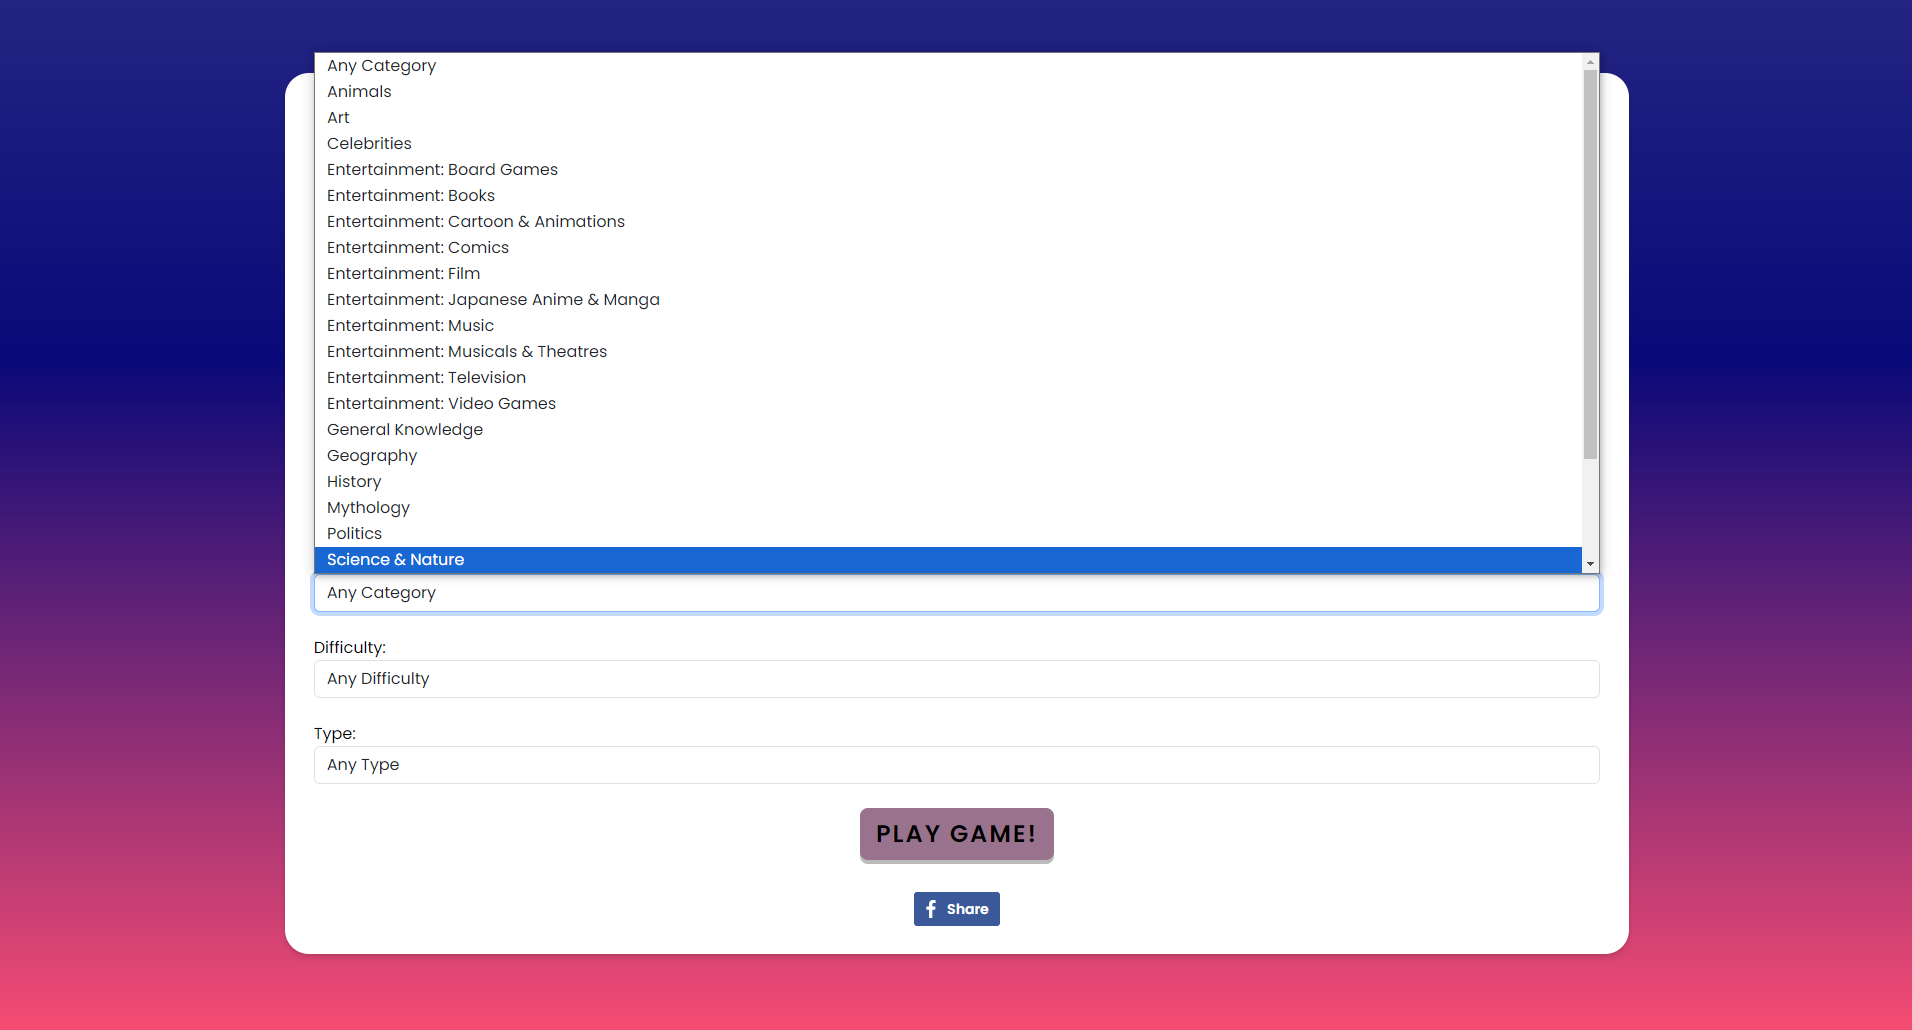 Any Category
Animals
Art
Celebrities
Entertainment: Board Games
Entertainment: Books
Entertainment: Cartoon & Animations
Entertainment: Comics
Entertainment: Film
Entertainment: Japanese Anime & Manga
Entertainment: Music
Entertainment: Musicals & Theatres
Entertainment: Television
Entertainment: Video Games
General Knowledge
Geography
History
Mythology
Politics
Science & Nature
Any Category
Difficulty:
Any Difficulty
Type:
Any Type
PLAY GAME!
Share